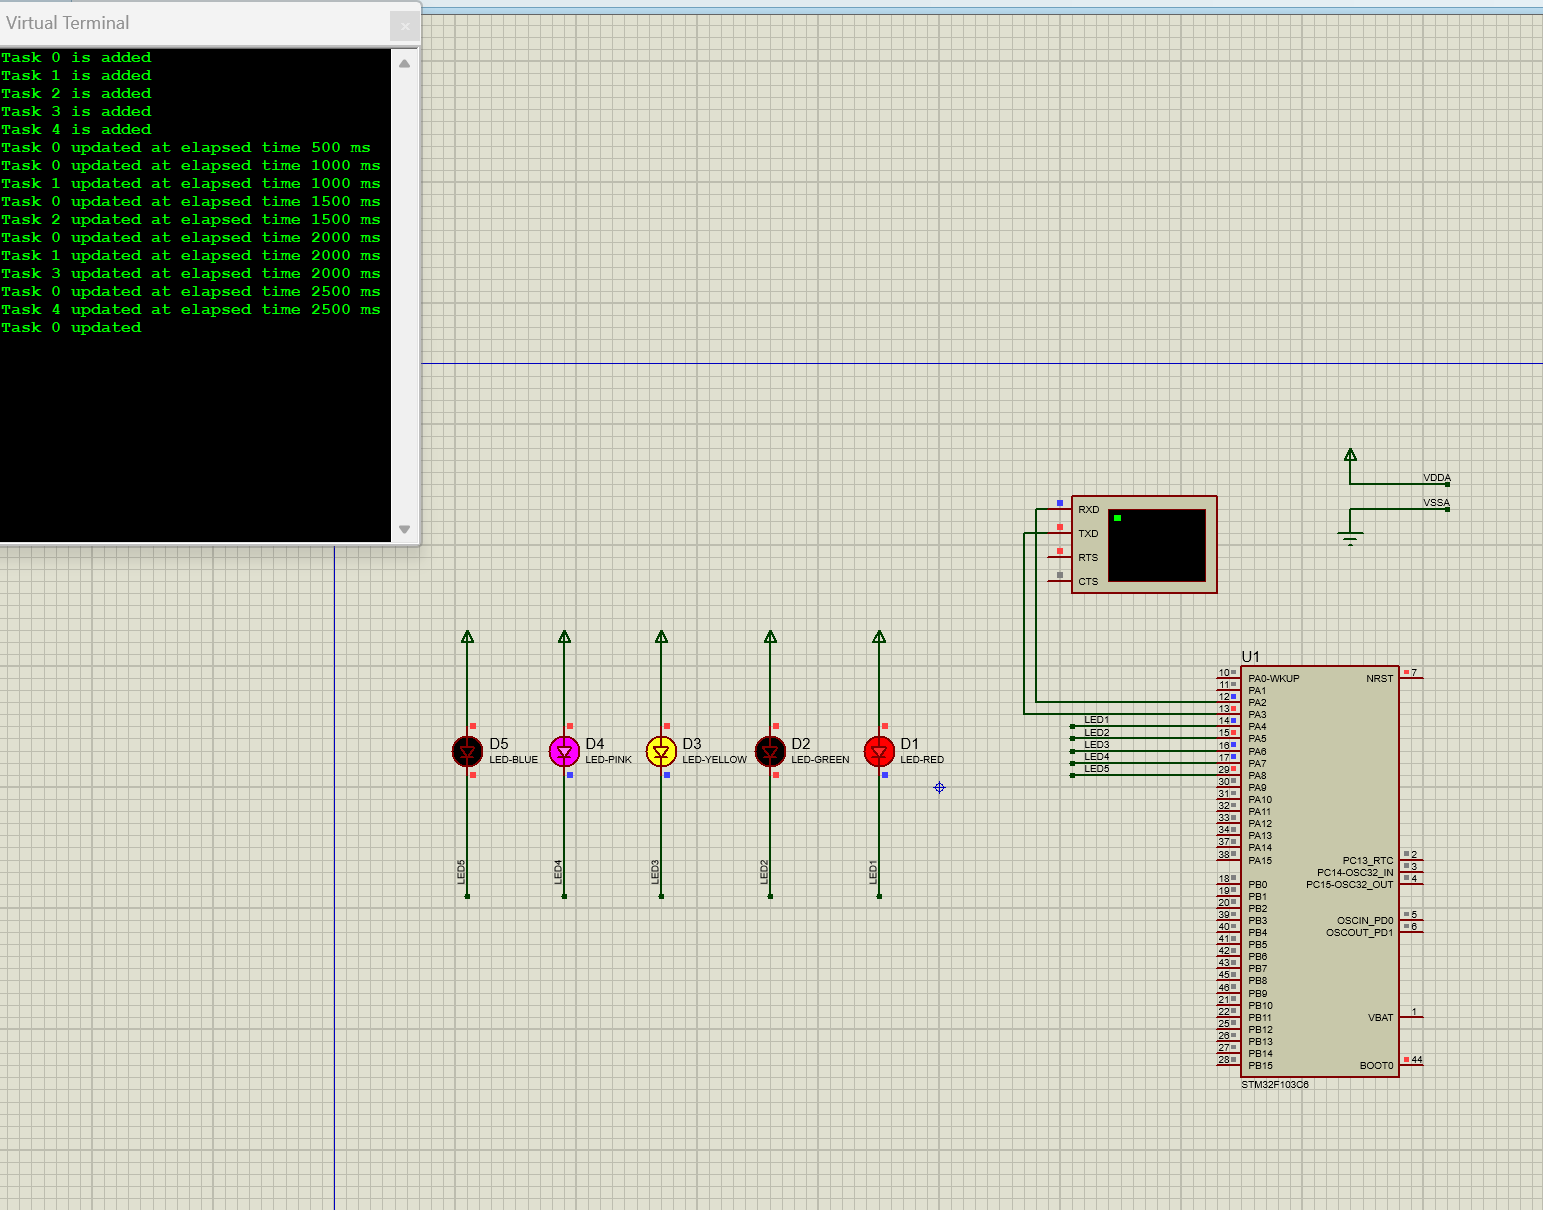 Virtual Terminal
Task 0 is added
Task 1 is added
Task 2 is added
Task 3 is added
Task 4 is added
Task 0 updated at elapsed time 500 ms
Task 0 updated at elapsed time 1000 ms
Task 1 updated at elapsed time 1000 ms
Task 0 updated at elapsed time 1500 ms
Task 2 updated at elapsed time 1500 ms
Task 0 updated at elapsed time 2000 ms
Task 1 updated at elapsed time 2000 ms
Task 3 updated at elapsed time 2000 ms
Task 0 updated at elapsed time 2500 ms
Task 4 updated at elapsed time 2500 ms
Task 0 updated
VDDA
VSSA
RXD
TXD
RTS
CTS
D5
LED-BLUE
D4
LED-PINK
D3
LED-YELLOW
D2
LED-GREEN
D1
LED-RED
LED5
LED4
LED3
LED2
LED1
LED1
LED2
LED3
LED4
LED5
U1
10 PA0-WKUP
11 PA1
12 PA2
13 PA3
14 PA4
15 PA5
16 PA6
17 PA7
29 PA8
30 PA9
31 PA10
32 PA11
33 PA12
34 PA13
37 PA14
38 PA15
18 PB0
19 PB1
20 PB2
39 PB3
40 PB4
41 PB5
42 PB6
43 PB7
45 PB8
46 PB9
21 PB10
22 PB11
25 PB12
26 PB13
27 PB14
28 PB15
NRST 7
PC13_RTC 2
PC14-OSC32_IN 3
PC15-OSC32_OUT 4
OSCIN_PD0 5
OSCOUT_PD1 6
VBAT 1
BOOT0 44
STM32F103C6